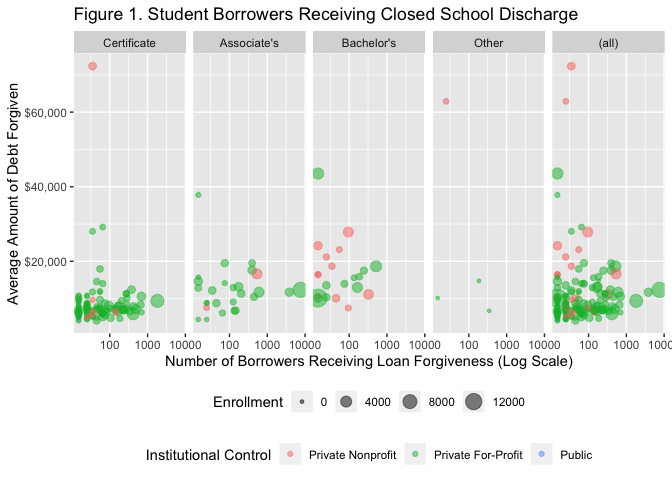 Figure 1. Student Borrowers Receiving Closed School Discharge
Certificate Associate's Bachelor's Other (all)
Average Amount of Debt Forgiven
$60,000
$40,000
$20,000
100 1000 10000 100 1000 10000 100 1000 10000 100 1000 10000 100 1000 10000
Number of Borrowers Receiving Loan Forgiveness (Log Scale)
Enrollment 0 4000 8000 12000
Institutional Control Private Nonprofit Private For-Profit Public